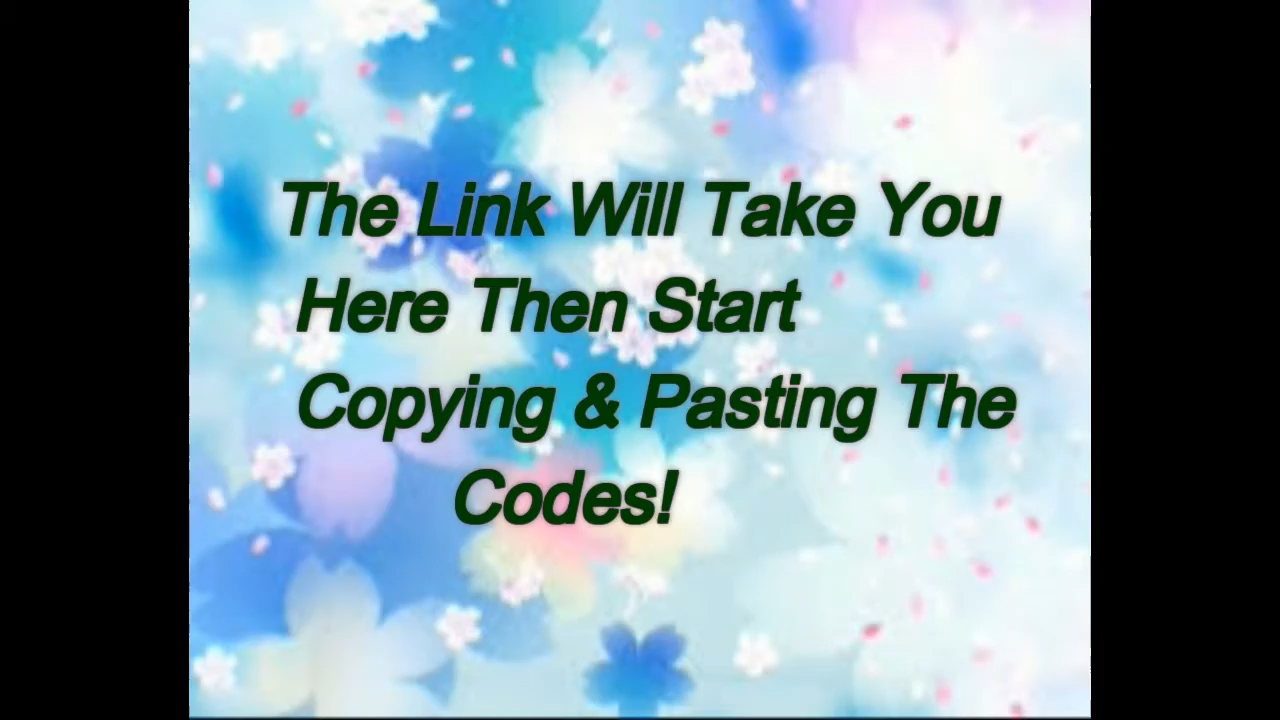 The Link Will Take You
Here Then Start
Copying & Pasting The
Codes!